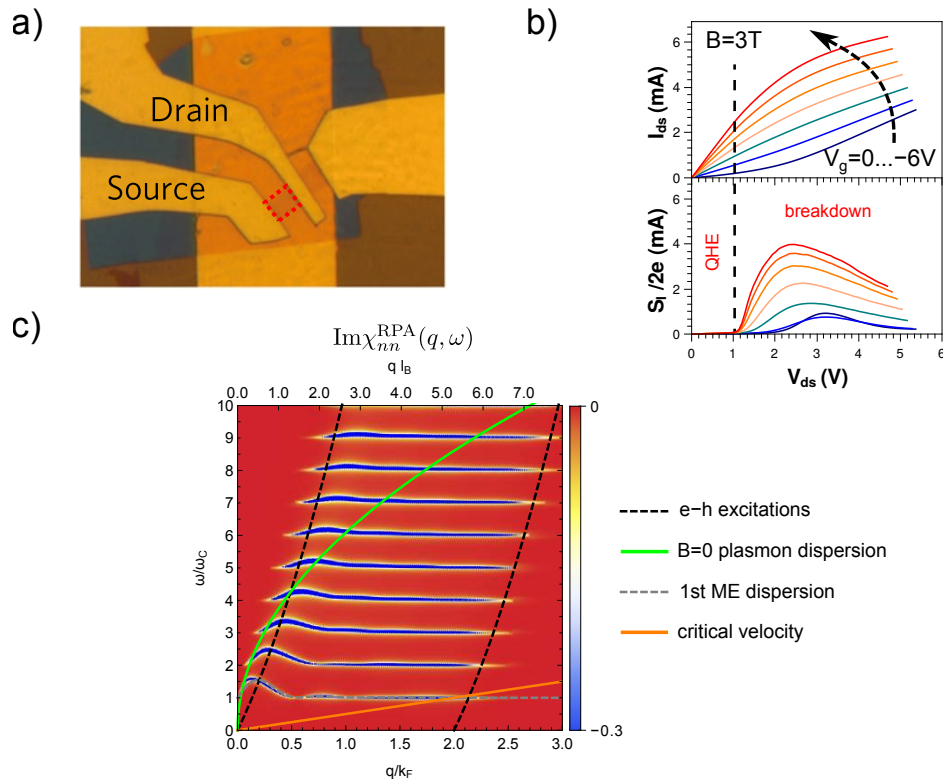 a)
Drain
Source
b)
B=3T
I_ds (mA)
6
4
2
0
V_g=0...−6V
breakdown
QHE
S_I/2e (mA)
6
4
2
0
0 1 2 3 4 5 6
V_ds (V)
c)
Imχ_nn^RPA(q, ω)
q l_B
0.0 1.0 2.0 3.0 4.0 5.0 6.0 7.0
10
9
8
7
6
5
4
3
2
1
0
ω/ω_C
0.0 0.5 1.0 1.5 2.0 2.5 3.0
q/k_F
0
−0.3
e−h excitations
B=0 plasmon dispersion
1st ME dispersion
critical velocity